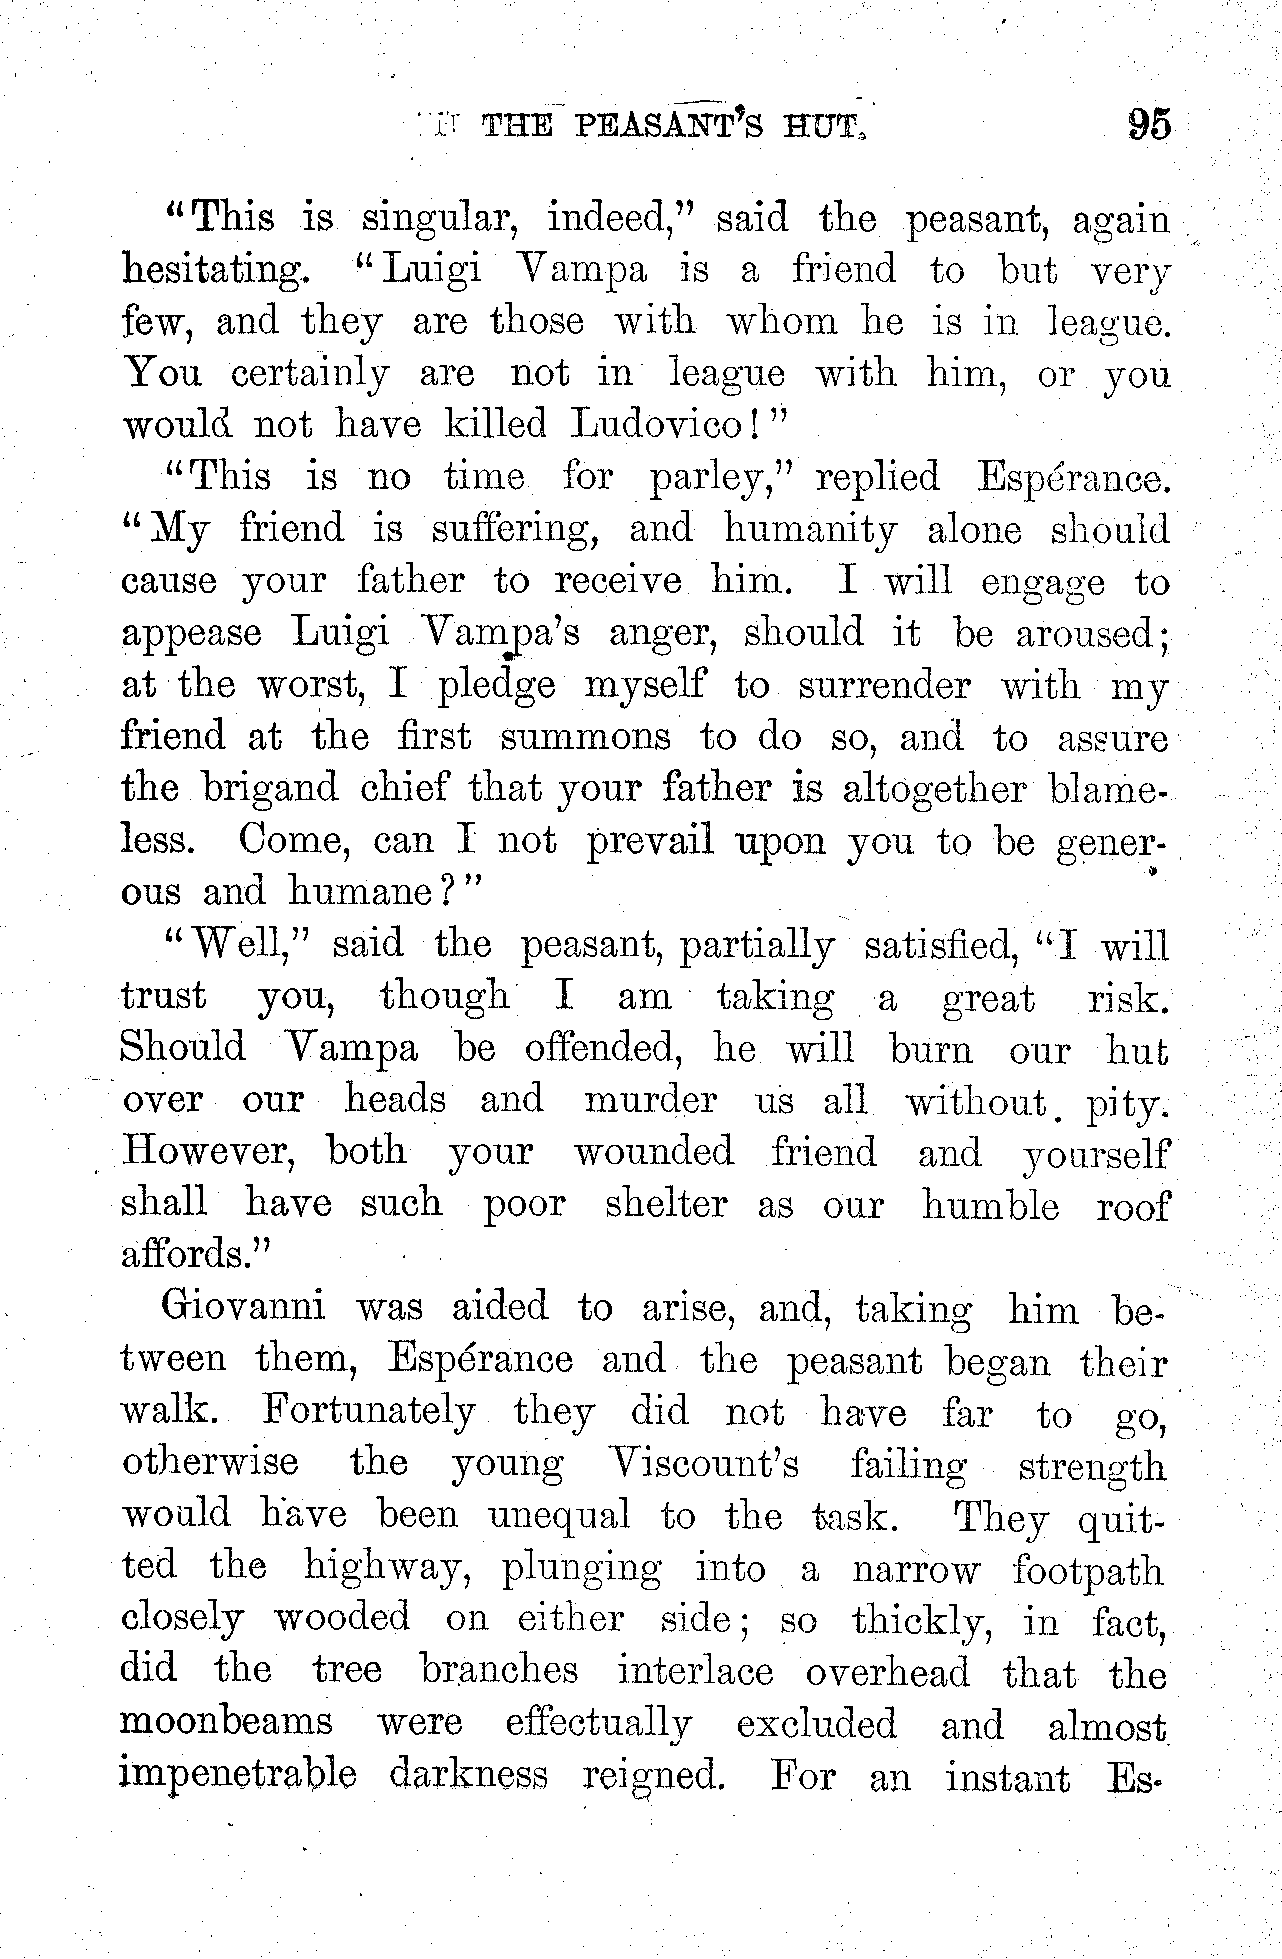 THE PEASANT'S HUT. 95
"This is singular, indeed," said the peasant, again
hesitating. "Luigi Vampa is a friend to but very
few, and they are those with whom he is in league.
You certainly are not in league with him, or you
would not have killed Ludovico!"
"This is no time for parley," replied Espérance.
"My friend is suffering, and humanity alone should
cause your father to receive him. I will engage to
appease Luigi Vampa's anger, should it be aroused;
at the worst, I pledge myself to surrender with my
friend at the first summons to do so, and to assure
the brigand chief that your father is altogether blame-
less. Come, can I not prevail upon you to be gener-
ous and humane?"
"Well," said the peasant, partially satisfied, "I will
trust you, though I am taking a great risk.
Should Vampa be offended, he will burn our hut
over our heads and murder us all without pity.
However, both your wounded friend and yourself
shall have such poor shelter as our humble roof
affords."
Giovanni was aided to arise, and, taking him be-
tween them, Espérance and the peasant began their
walk. Fortunately they did not have far to go,
otherwise the young Viscount's failing strength
would have been unequal to the task. They quit-
ted the highway, plunging into a narrow footpath
closely wooded on either side; so thickly, in fact,
did the tree branches interlace overhead that the
moonbeams were effectually excluded and almost
impenetrable darkness reigned. For an instant Es-